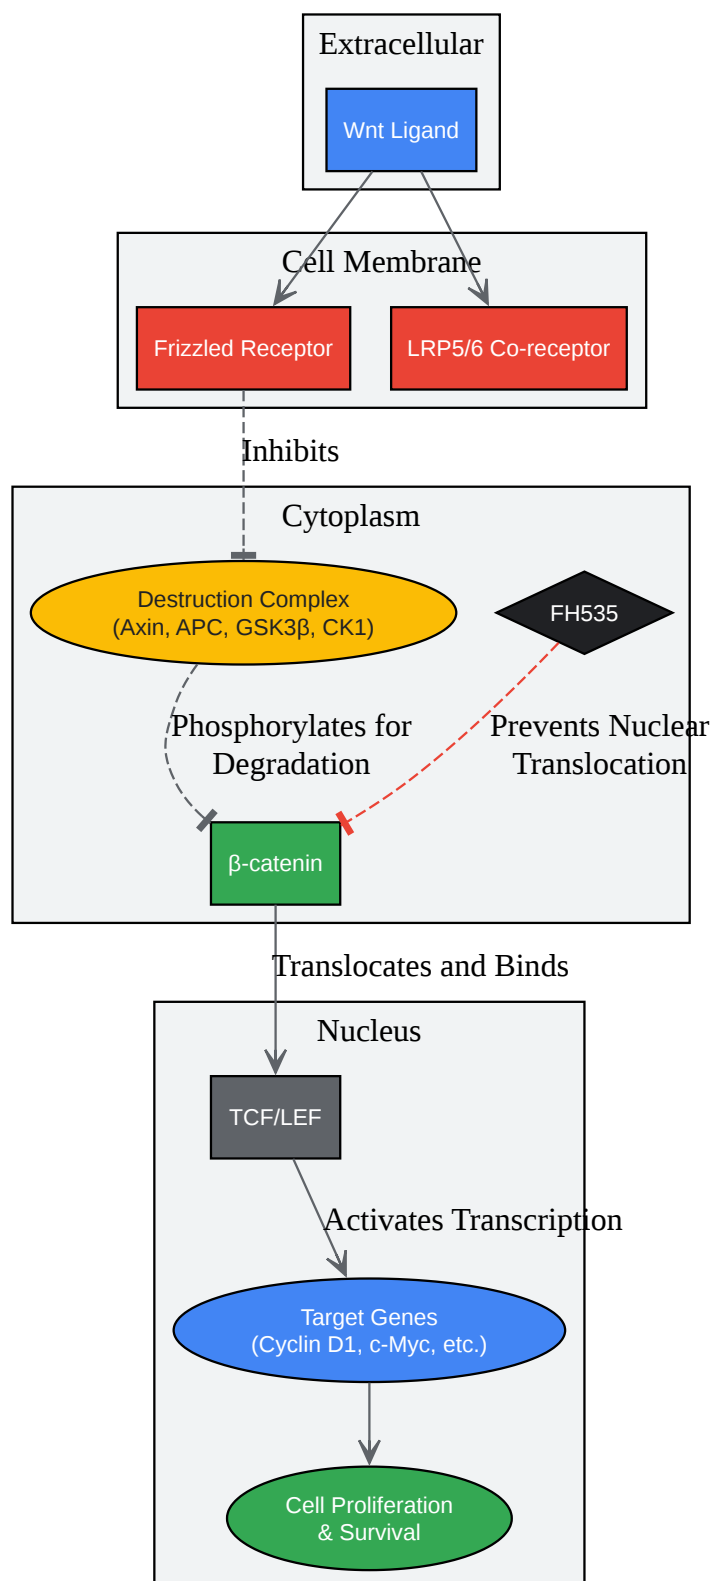 Extracellular
Wnt Ligand
Cell Membrane
Frizzled Receptor
LRP5/6 Co-receptor
Inhibits
Cytoplasm
Destruction Complex
(Axin, APC, GSK3β, CK1)
FH535
Phosphorylates for
Degradation
Prevents Nuclear
Translocation
β-catenin
Translocates and Binds
Nucleus
TCF/LEF
Activates Transcription
Target Genes
(Cyclin D1, c-Myc, etc.)
Cell Proliferation
& Survival